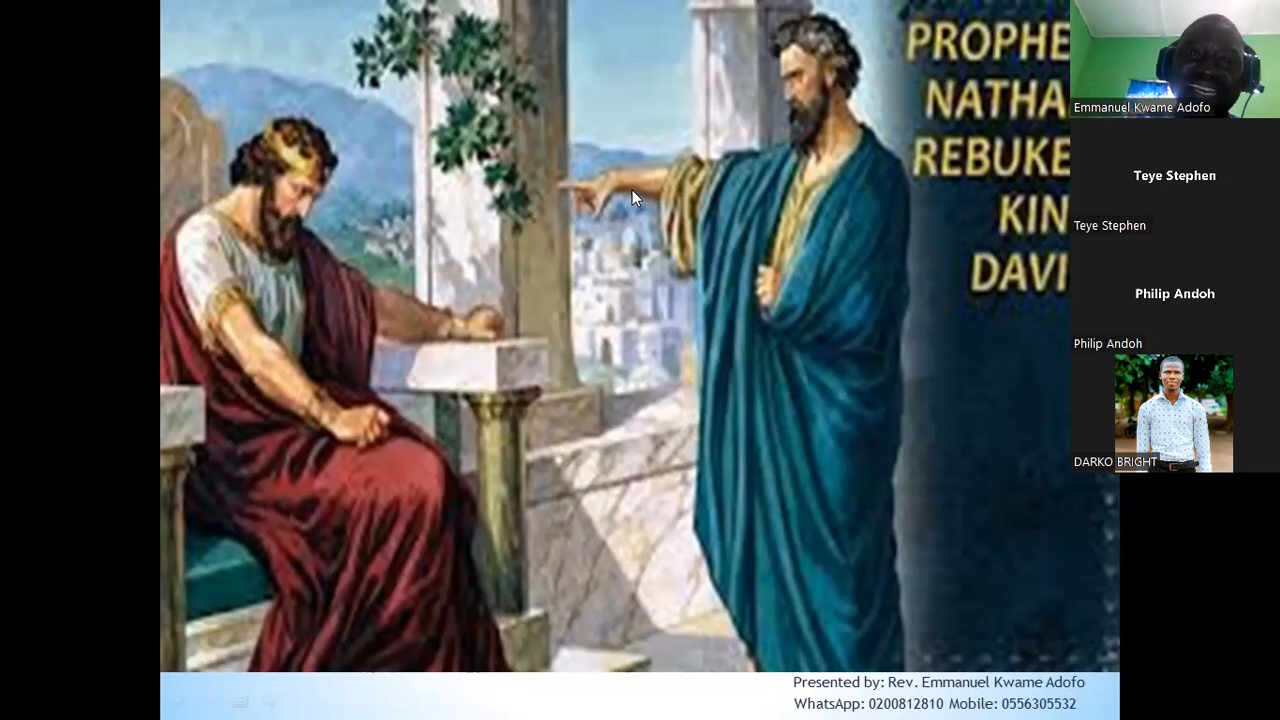 PROPHE
NATHA
REBUKE
KIN
DAVI
Emmanuel Kwame Adofo
Teye Stephen
Teye Stephen
Philip Andoh
Philip Andoh
DARKO BRIGHT
Presented by: Rev. Emmanuel Kwame Adofo
WhatsApp: 0200812810 Mobile: 0556305532